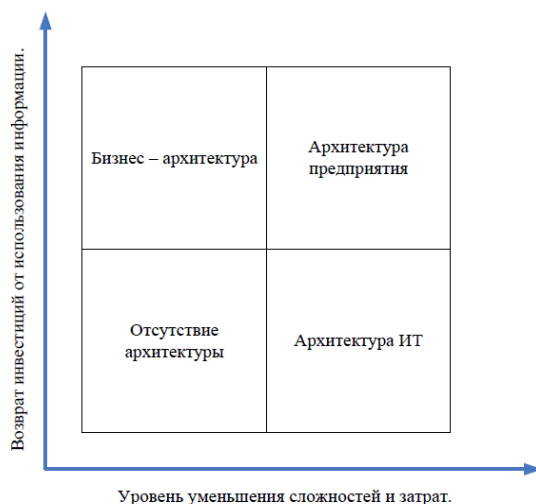 Возврат инвестиций от использования информации.
Бизнес – архитектура
Архитектура
предприятия
Отсутствие
архитектуры
Архитектура ИТ
Уровень уменьшения сложностей и затрат.